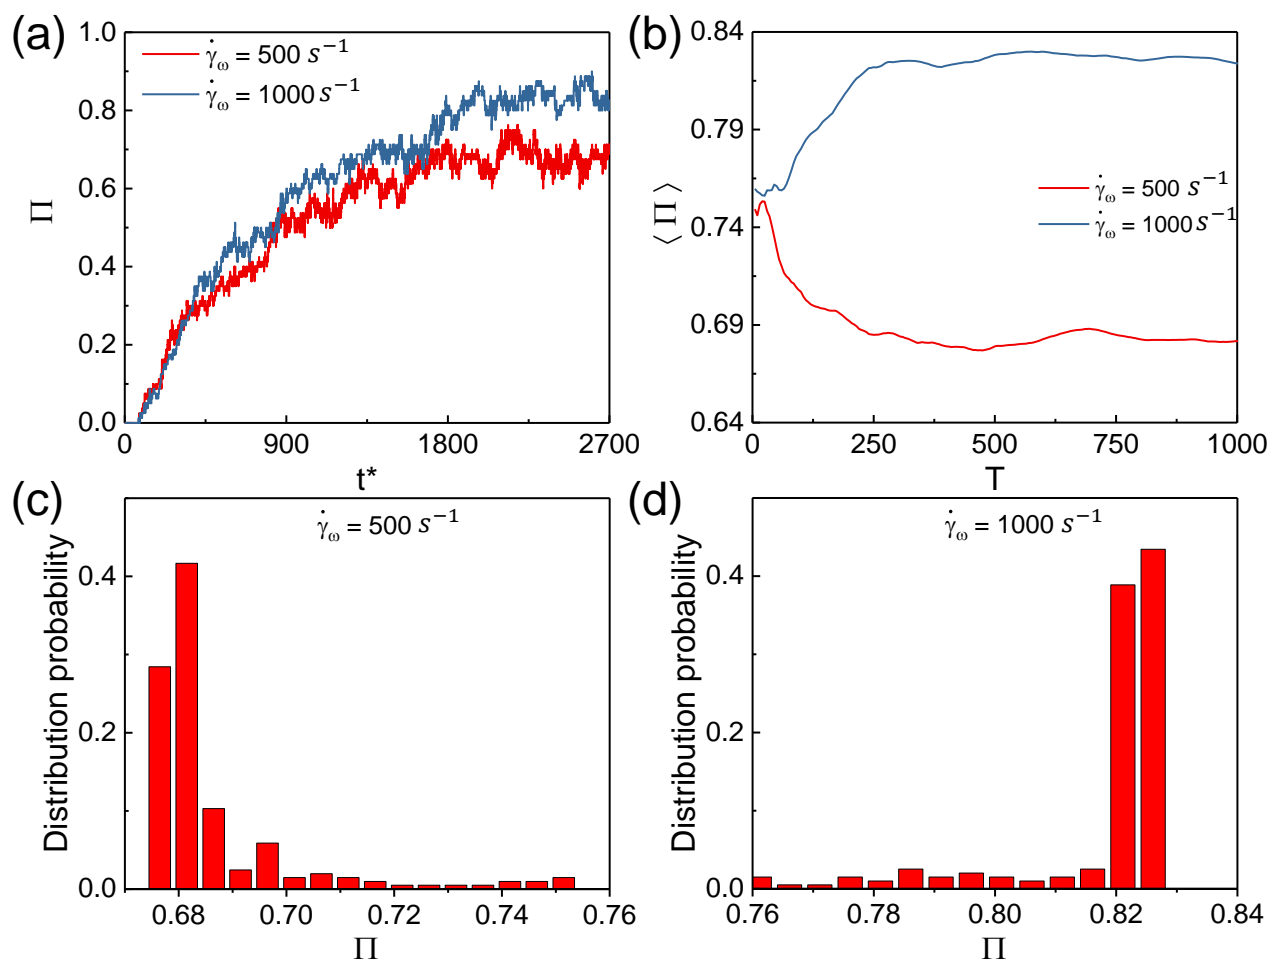 (a)
1.0
0.8
0.6
0.4
0.2
0.0
Π
γ̇ω = 500 s⁻¹
γ̇ω = 1000 s⁻¹
0 900 1800 2700
t*
(b)
0.84
0.79
0.74
0.69
0.64
⟨Π⟩
γ̇ω = 500 s⁻¹
γ̇ω = 1000 s⁻¹
0 250 500 750 1000
T
(c)
γ̇ω = 500 s⁻¹
Distribution probability
0.4
0.2
0.0
0.68 0.70 0.72 0.74 0.76
Π
(d)
γ̇ω = 1000 s⁻¹
Distribution probability
0.4
0.2
0.0
0.76 0.78 0.80 0.82 0.84
Π